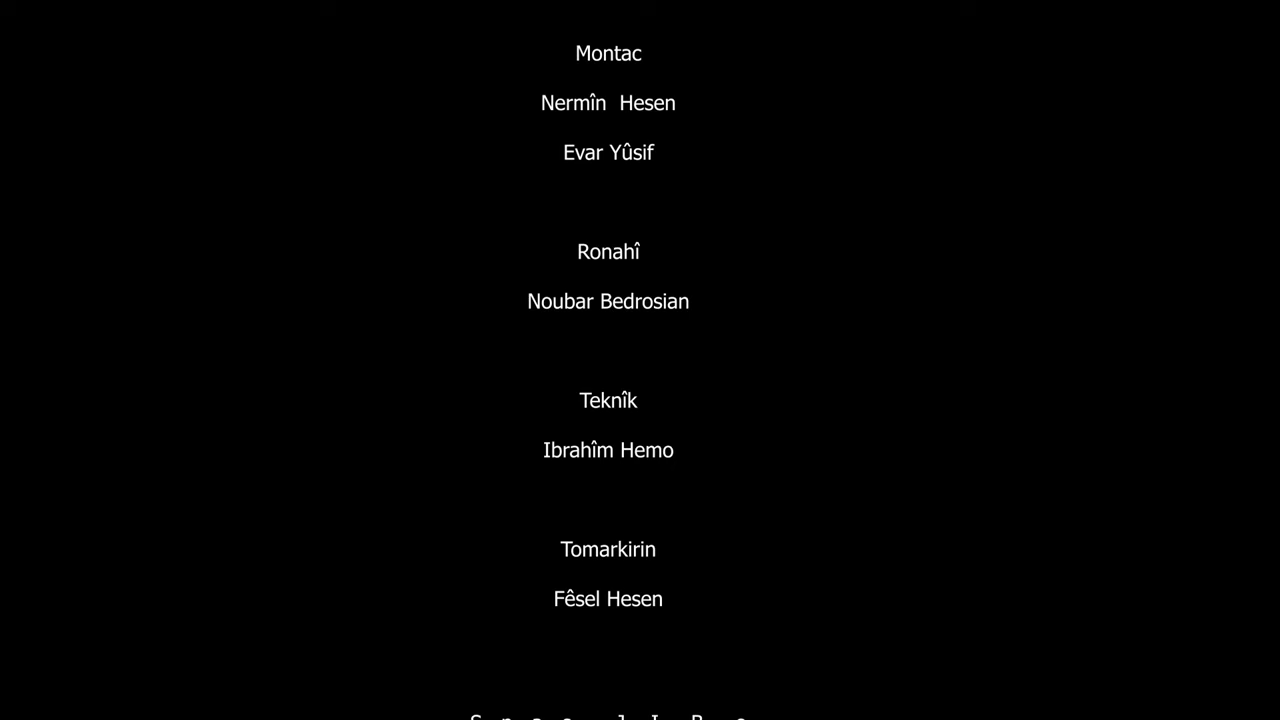 Montac
Nermîn Hesen
Evar Yûsif
Ronahî
Noubar Bedrosian
Teknîk
Ibrahîm Hemo
Tomarkirin
Fêsel Hesen